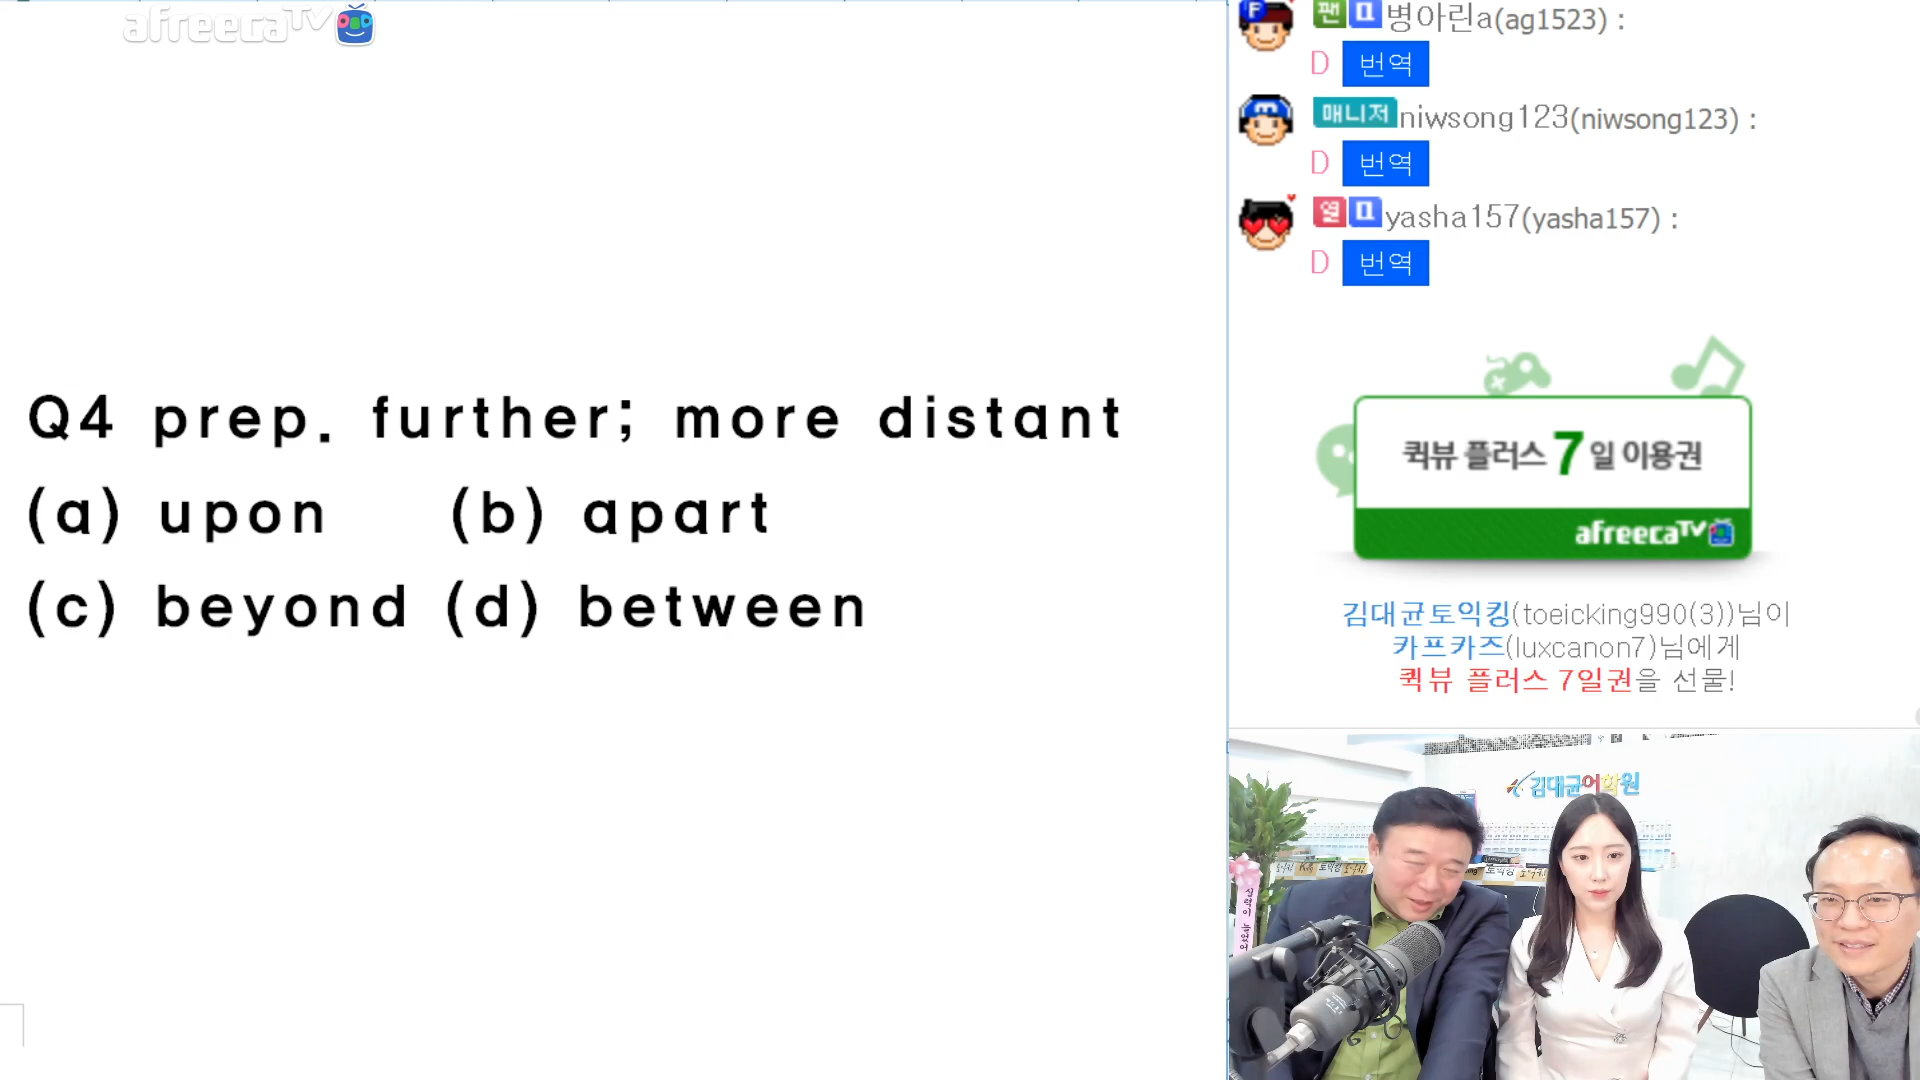 afreecaTV
Q4 prep. further; more distant
(a) upon (b) apart
(c) beyond (d) between
팬 병아린a(ag1523) :
D 번역
매니저 niwsong123(niwsong123) :
D 번역
열 yasha157(yasha157) :
D 번역
퀵뷰 플러스 7일 이용권
afreecaTV
김대균토익킹(toeicking990(3))님이
카프카즈(luxcanon7)님에게
퀵뷰 플러스 7일권을 선물!
김대균어학원